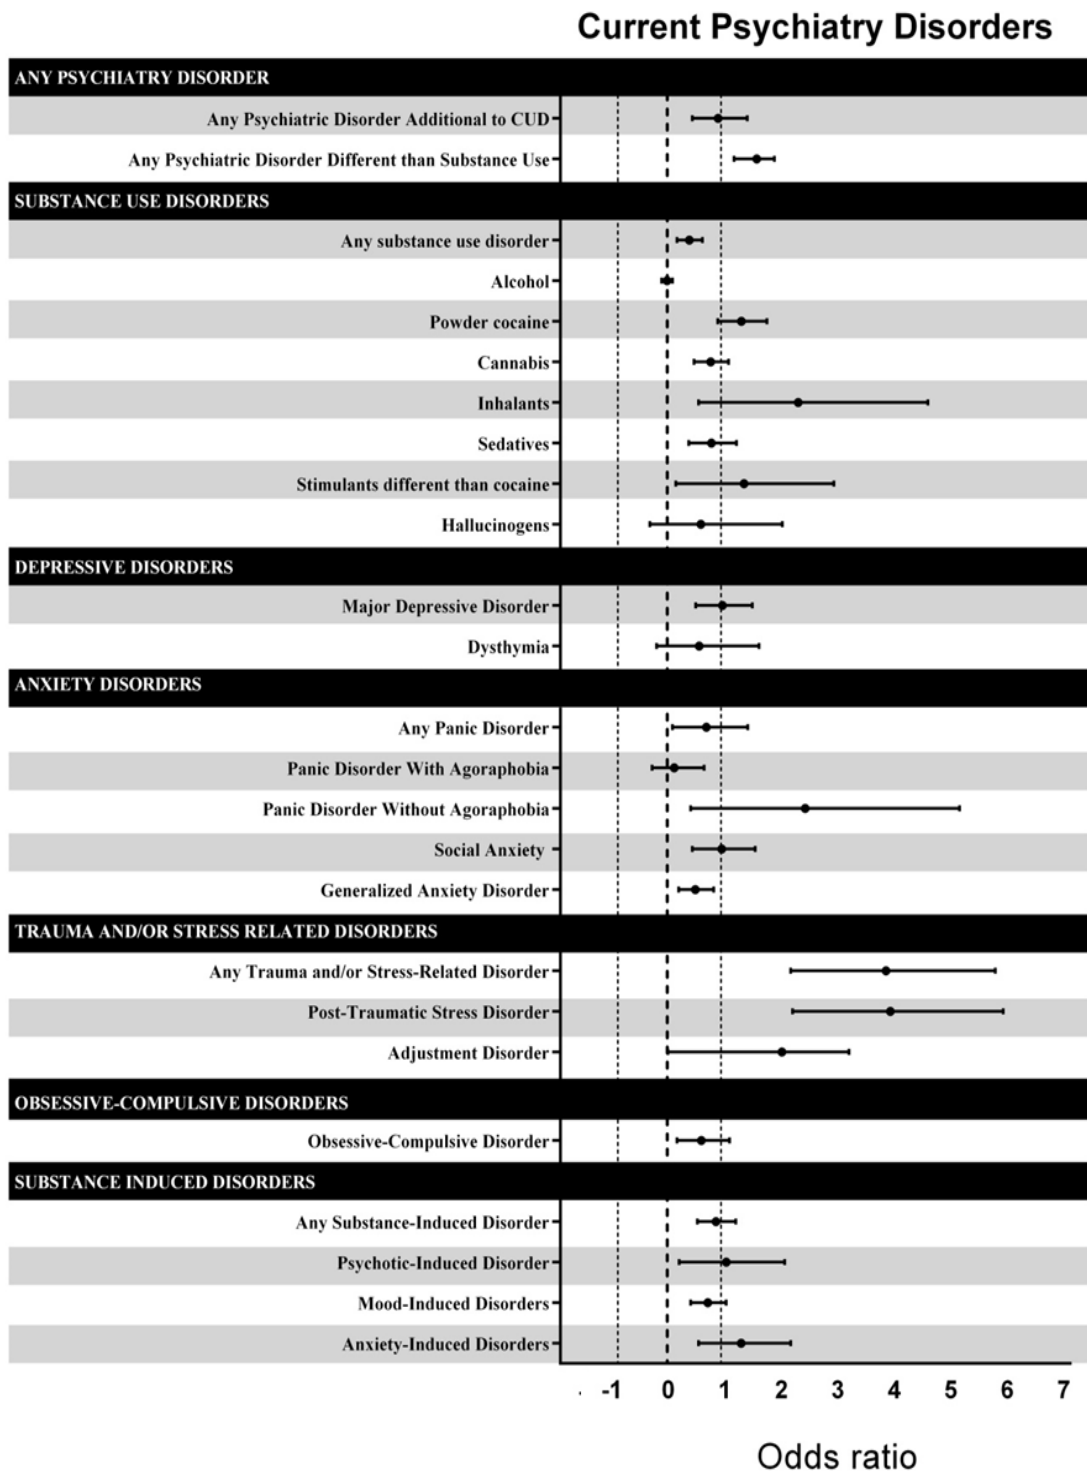 Current Psychiatry Disorders
ANY PSYCHIATRY DISORDER
Any Psychiatric Disorder Additional to CUD
Any Psychiatric Disorder Different than Substance Use
SUBSTANCE USE DISORDERS
Any substance use disorder
Alcohol
Powder cocaine
Cannabis
Inhalants
Sedatives
Stimulants different than cocaine
Hallucinogens
DEPRESSIVE DISORDERS
Major Depressive Disorder
Dysthymia
ANXIETY DISORDERS
Any Panic Disorder
Panic Disorder With Agoraphobia
Panic Disorder Without Agoraphobia
Social Anxiety
Generalized Anxiety Disorder
TRAUMA AND/OR STRESS RELATED DISORDERS
Any Trauma and/or Stress-Related Disorder
Post-Traumatic Stress Disorder
Adjustment Disorder
OBSESSIVE-COMPULSIVE DISORDERS
Obsessive-Compulsive Disorder
SUBSTANCE INDUCED DISORDERS
Any Substance-Induced Disorder
Psychotic-Induced Disorder
Mood-Induced Disorders
Anxiety-Induced Disorders
-1 0 1 2 3 4 5 6 7
Odds ratio